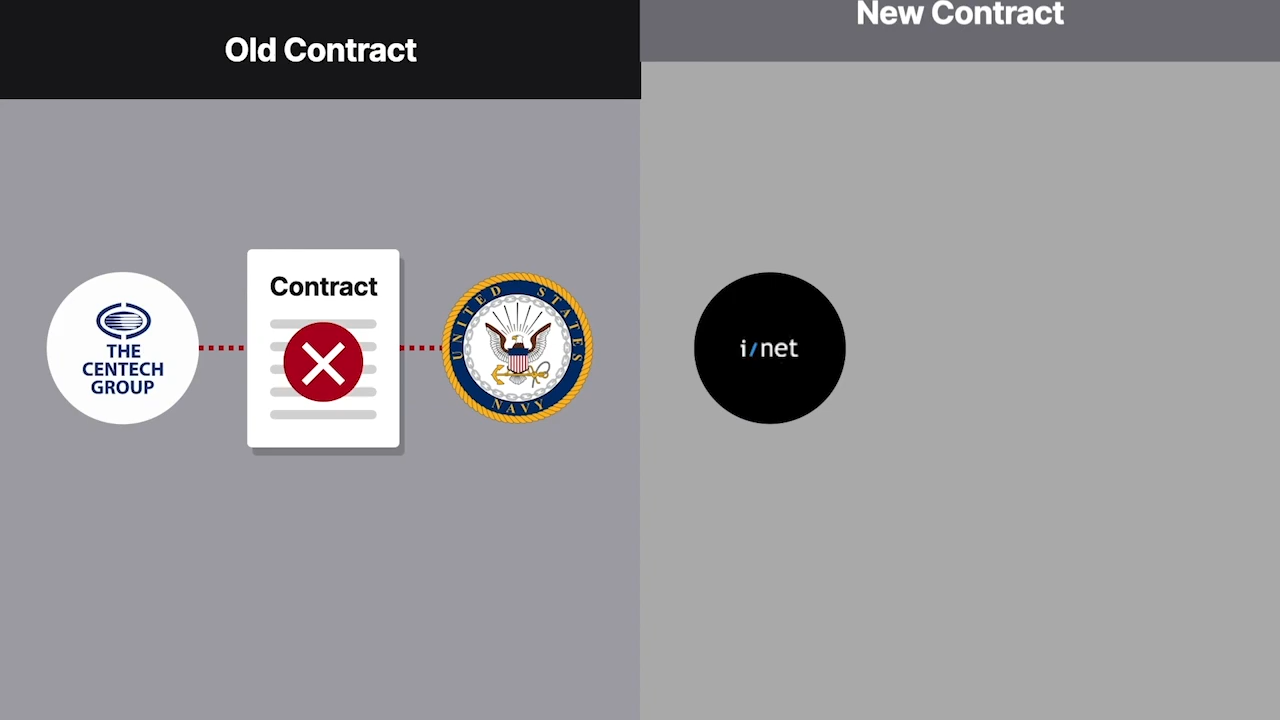 Old Contract
New Contract
THE
CENTECH
GROUP
Contract
UNITED STATES
NAVY
i/net